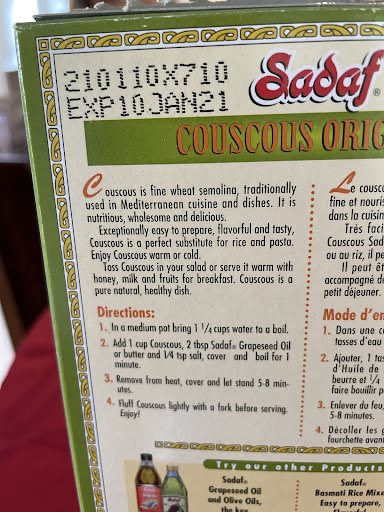 210110X710
EXP10JAN21
Sadaf®
COUSCOUS ORIG
Couscous is fine wheat semolina, traditionally
used in Mediterranean cuisine and dishes. It is
nutritious, wholesome and delicious.
Exceptionally easy to prepare, flavorful and tasty,
Couscous is a perfect substitute for rice and pasta.
Enjoy Couscous warm or cold.
Toss Couscous in your salad or serve it warm with
honey, milk and fruits for breakfast. Couscous is a
pure natural, healthy dish.
Directions:
1. In a medium pot bring 1 1/4 cups water to a boil.
2. Add 1 cup Couscous, 2 tbsp Sadaf® Grapeseed Oil
or butter and 1/4 tsp salt, cover and boil for 1
minute.
3. Remove from heat, cover and let stand 5-8 min-
utes.
4. Fluff Couscous lightly with a fork before serving.
Enjoy!
Le cousc
fine et nouris
dans la cuisin
Très faci
Couscous Sad
ou au riz, il pe
Il peut êt
accompagné de
petit déjeuner.
Mode d'em
1. Dans une ca
tasses d'eau
2. Ajouter, 1 tas
d'Huile de
beurre et 1/4
faire bouillir p
3. Enlever du feu,
5-8 minutes.
4. Décoller les g
fourchette avant
Try our other Products
Sadaf®
Grapeseed Oil
and Olive Oils,
the key
Sadaf®
Basmati Rice Mixe
Easy to prepare,